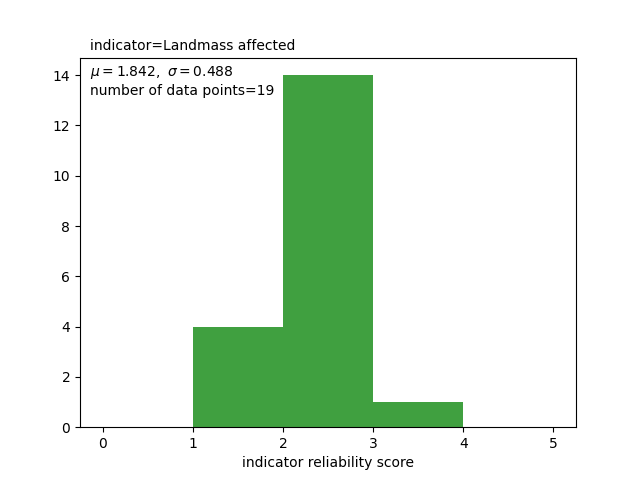 indicator=Landmass affected
μ = 1.842, σ = 0.488
number of data points=19
14
12
10
8
6
4
2
0
0 1 2 3 4 5
indicator reliability score